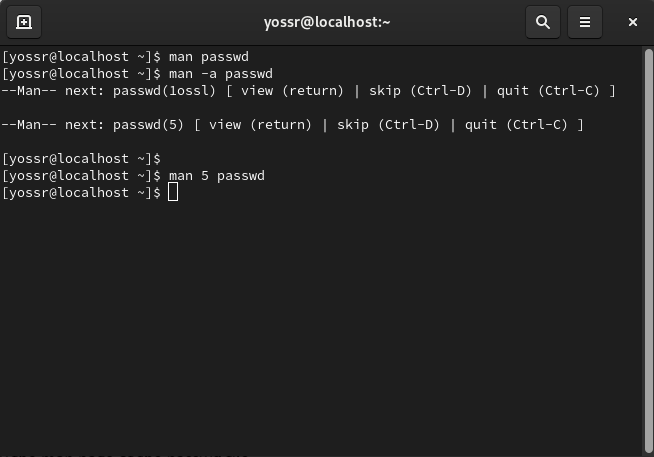 yossr@localhost:~
[yossr@localhost ~]$ man passwd
[yossr@localhost ~]$ man -a passwd
--Man-- next: passwd(1ossl) [ view (return) | skip (Ctrl-D) | quit (Ctrl-C) ]
--Man-- next: passwd(5) [ view (return) | skip (Ctrl-D) | quit (Ctrl-C) ]
[yossr@localhost ~]$
[yossr@localhost ~]$ man 5 passwd
[yossr@localhost ~]$